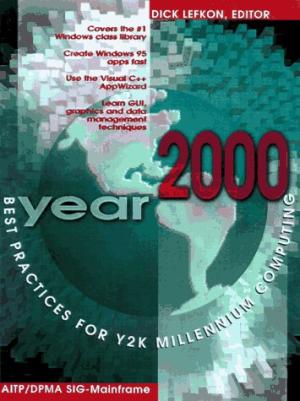 DICK LEFKON, EDITOR
Covers the #1
Windows class library
Create Windows 95
apps fast
Use the Visual C++
AppWizard
Learn GUI,
graphics and data
management
techniques
year 2000
BEST PRACTICES FOR Y2K MILLENNIUM COMPUTING
AITP/DPMA SIG-Mainframe